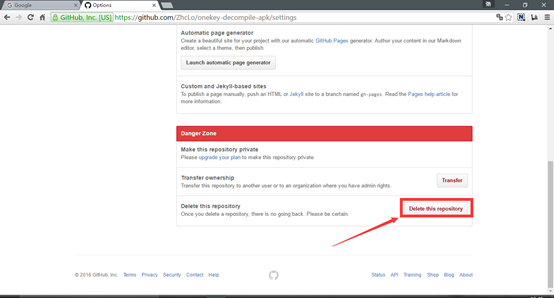 Google
Options
GitHub, Inc. [US] https://github.com/ZhcLo/onekey-decompile-apk/settings
Automatic page generator
Create a beautiful site for your project with our automatic GitHub Pages generator. Author your content in our Markdown
editor, select a theme, then publish
Launch automatic page generator
Custom and Jekyll-based sites
To publish a page manually, push an HTML or Jekyll site to a branch named gh-pages. Read the Pages help article for
more information.
Danger Zone
Make this repository private
Please upgrade your plan to make this repository private.
Transfer ownership
Transfer this repository to another user or to an organization where you have admin rights.
Transfer
Delete this repository
Once you delete a repository, there is no going back. Please be certain.
Delete this repository
© 2016 GitHub, Inc. Terms Privacy Security Contact Help
Status API Training Shop Blog About